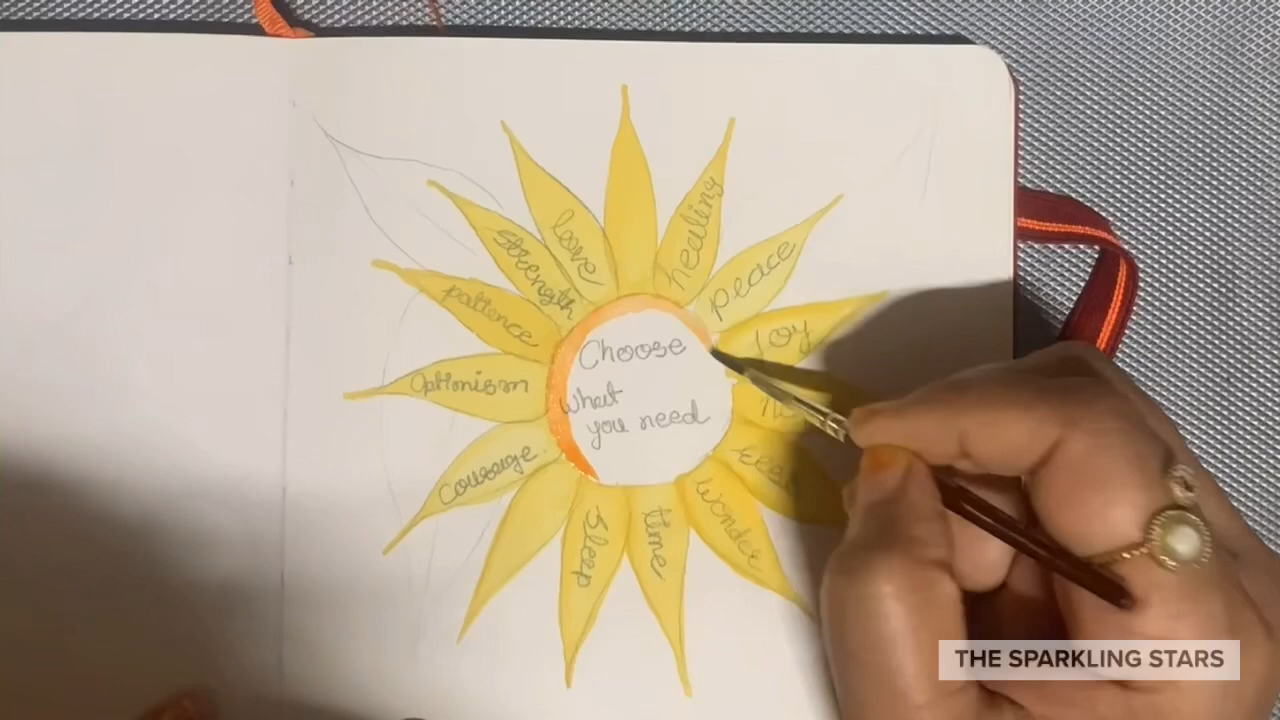 Choose
what
you need
healing
peace
Joy
wonder
time
Sleep
courage
Optimism
patience
strength
love
THE SPARKLING STARS